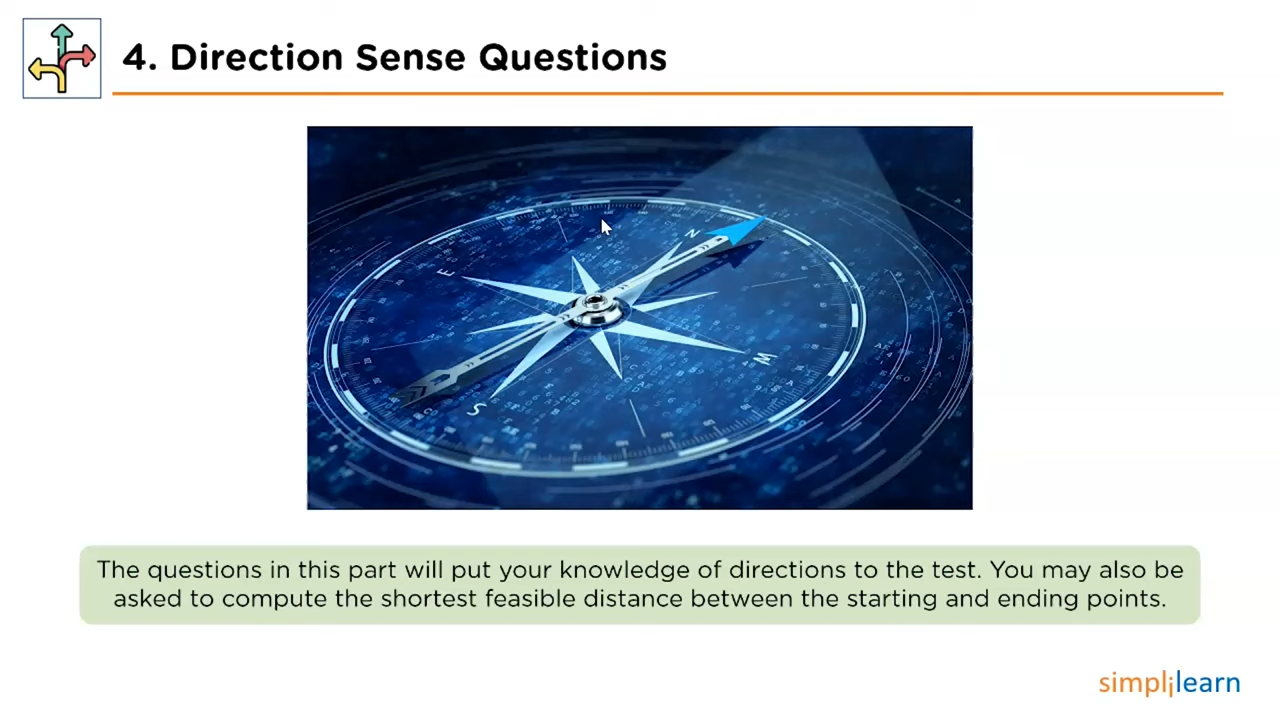 4. Direction Sense Questions
N
E
W
S
The questions in this part will put your knowledge of directions to the test. You may also be
asked to compute the shortest feasible distance between the starting and ending points.
simplilearn